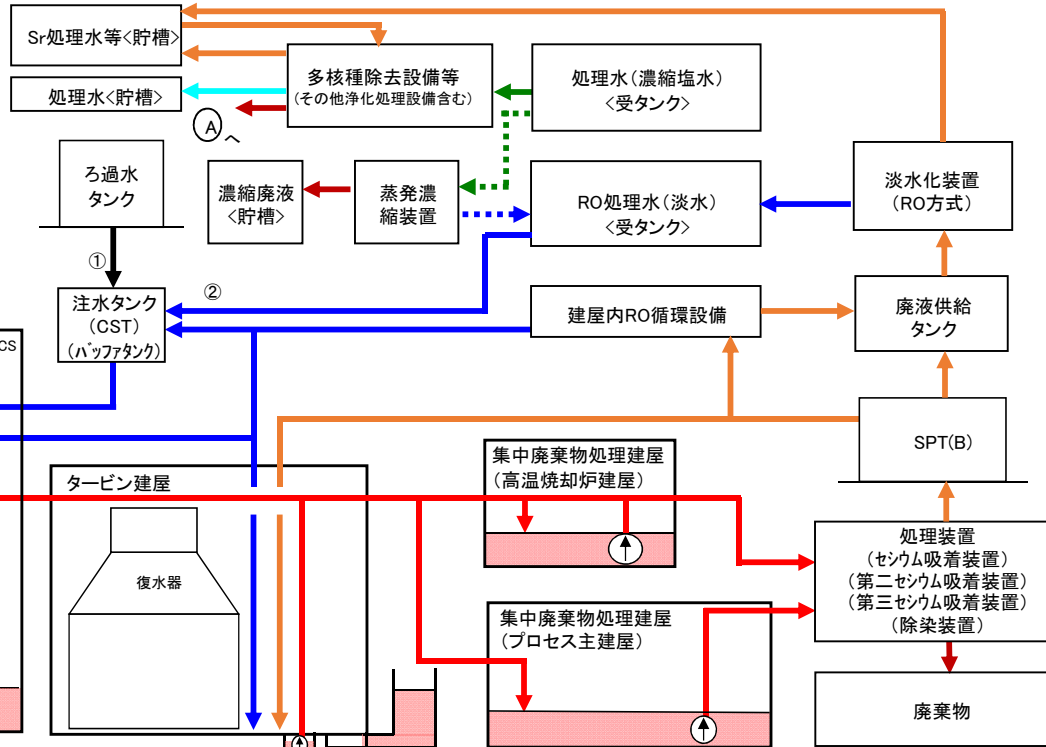 Sr処理水等<貯槽>
処理水<貯槽>
多核種除去設備等
(その他浄化処理設備含む)
処理水(濃縮塩水)
<受タンク>
A へ
ろ過水
タンク
濃縮廃液
<貯槽>
蒸発濃
縮装置
RO処理水(淡水)
<受タンク>
淡水化装置
(RO方式)
①
②
注水タンク
(CST)
(バッファタンク)
建屋内RO循環設備
廃液供給
タンク
CS
SPT(B)
タービン建屋
復水器
集中廃棄物処理建屋
(高温焼却炉建屋)
処理装置
(セシウム吸着装置)
(第二セシウム吸着装置)
(第三セシウム吸着装置)
(除染装置)
集中廃棄物処理建屋
(プロセス主建屋)
廃棄物